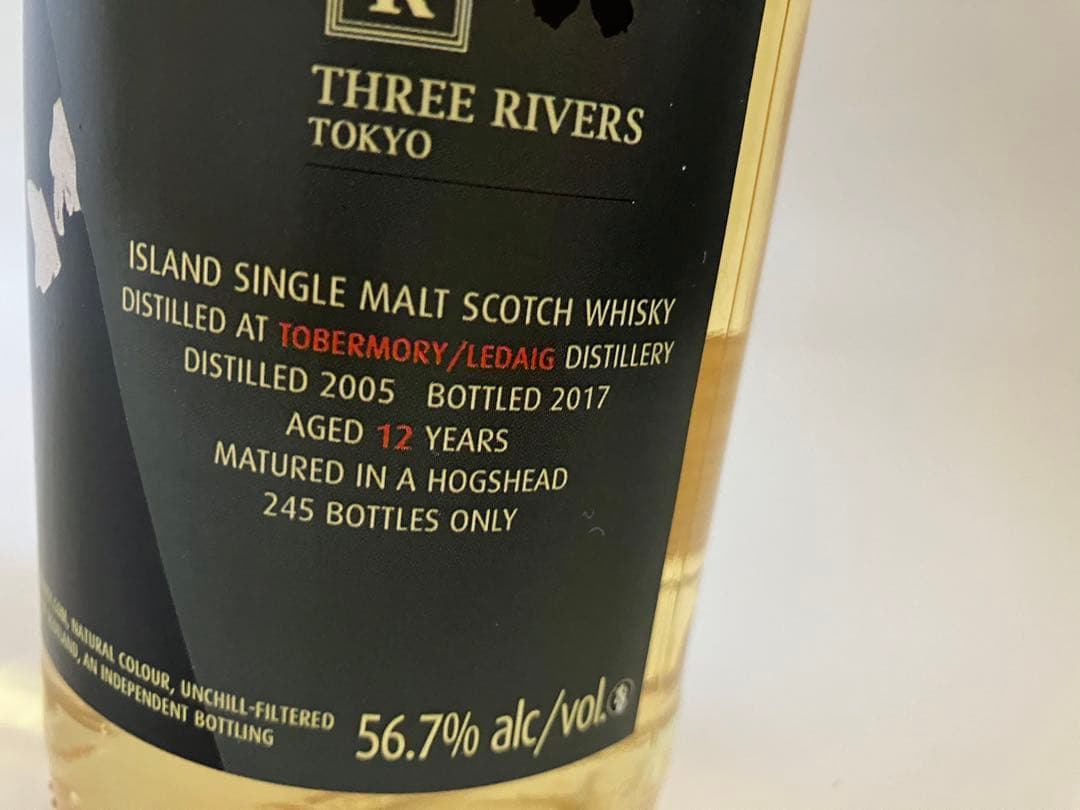 R
THREE RIVERS
TOKYO
ISLAND SINGLE MALT SCOTCH WHISKY
DISTILLED AT TOBERMORY/LEDAIG DISTILLERY
DISTILLED 2005 BOTTLED 2017
AGED 12 YEARS
MATURED IN A HOGSHEAD
245 BOTTLES ONLY
NATURAL COLOUR, UNCHILL-FILTERED
AN INDEPENDENT BOTTLING
56.7% alc/vol.